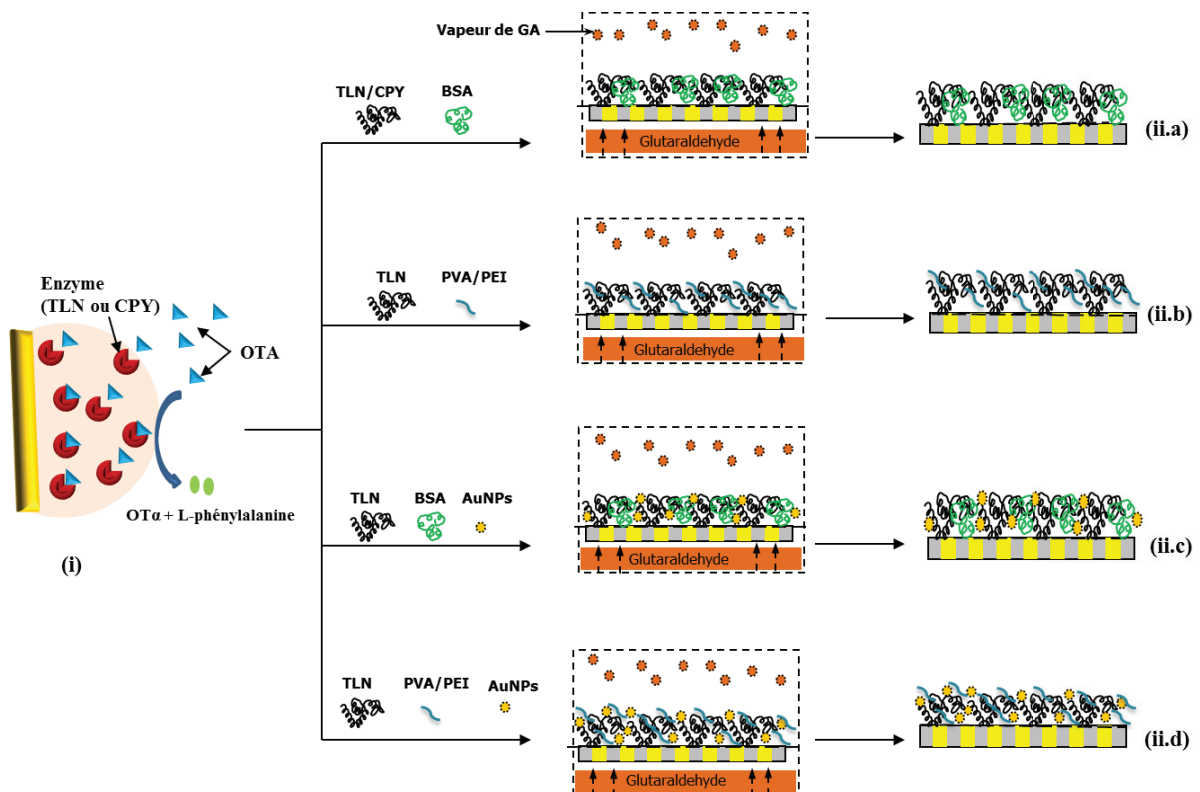 Vapeur de GA
TLN/CPY BSA
Glutaraldehyde
(ii.a)
TLN PVA/PEI
Glutaraldehyde
(ii.b)
Enzyme
(TLN ou CPY)
OTA
OTα + L-phénylalanine
(i)
TLN BSA AuNPs
Glutaraldehyde
(ii.c)
TLN PVA/PEI AuNPs
Glutaraldehyde
(ii.d)